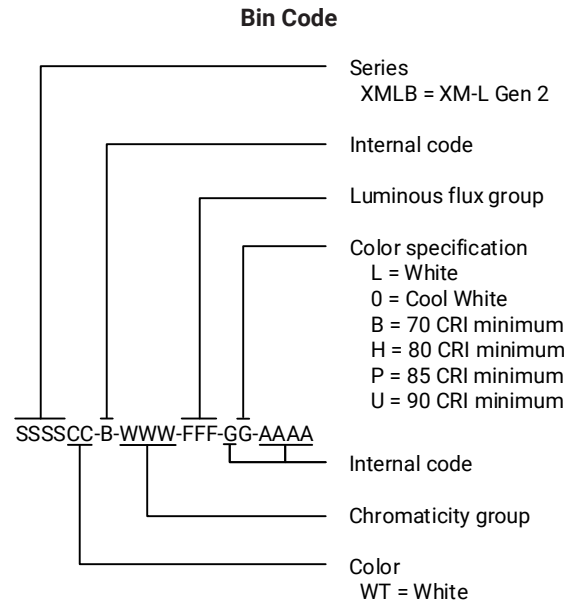 Bin Code
Series
XMLB = XM-L Gen 2
Internal code
Luminous flux group
Color specification
L = White
0 = Cool White
B = 70 CRI minimum
H = 80 CRI minimum
P = 85 CRI minimum
U = 90 CRI minimum
SSSSCC-B-WWW-FFF-GG-AAAA
Internal code
Chromaticity group
Color
WT = White